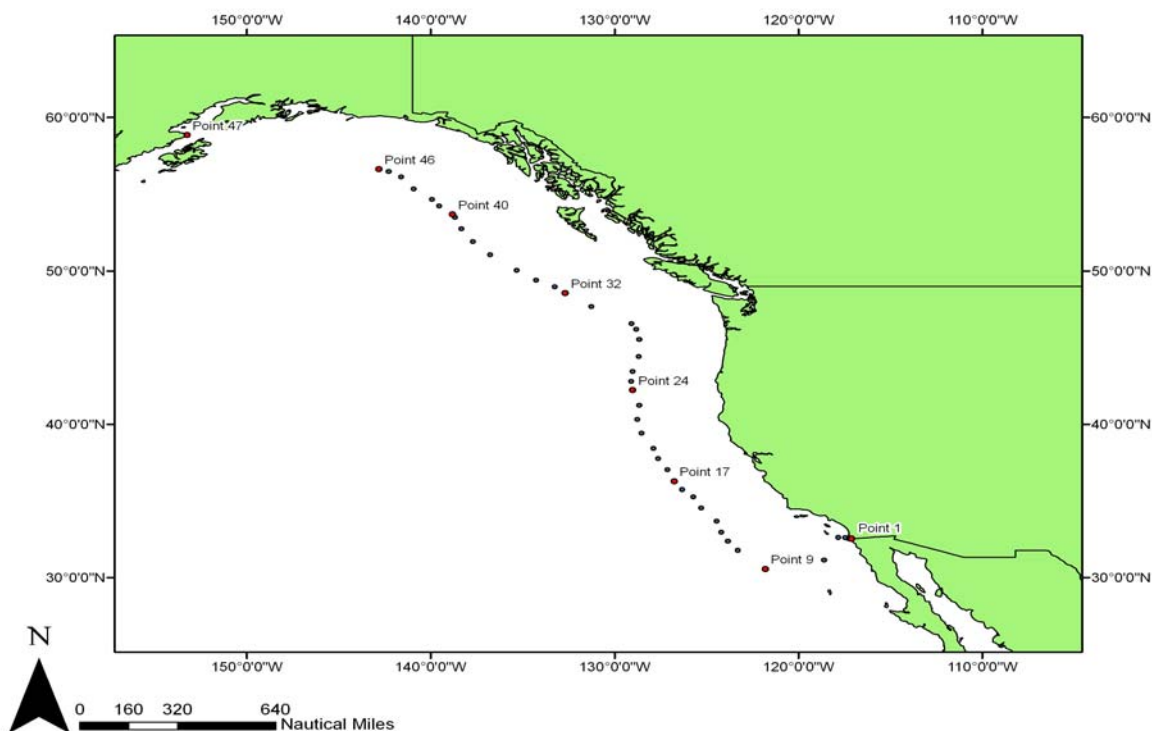 150°0'0"W 140°0'0"W 130°0'0"W 120°0'0"W 110°0'0"W
60°0'0"N 60°0'0"N
Point 47
Point 46
Point 40
50°0'0"N 50°0'0"N
Point 32
Point 24
40°0'0"N 40°0'0"N
Point 17
Point 1
Point 9
30°0'0"N 30°0'0"N
150°0'0"W 140°0'0"W 130°0'0"W 120°0'0"W 110°0'0"W
N
0 160 320 640
Nautical Miles